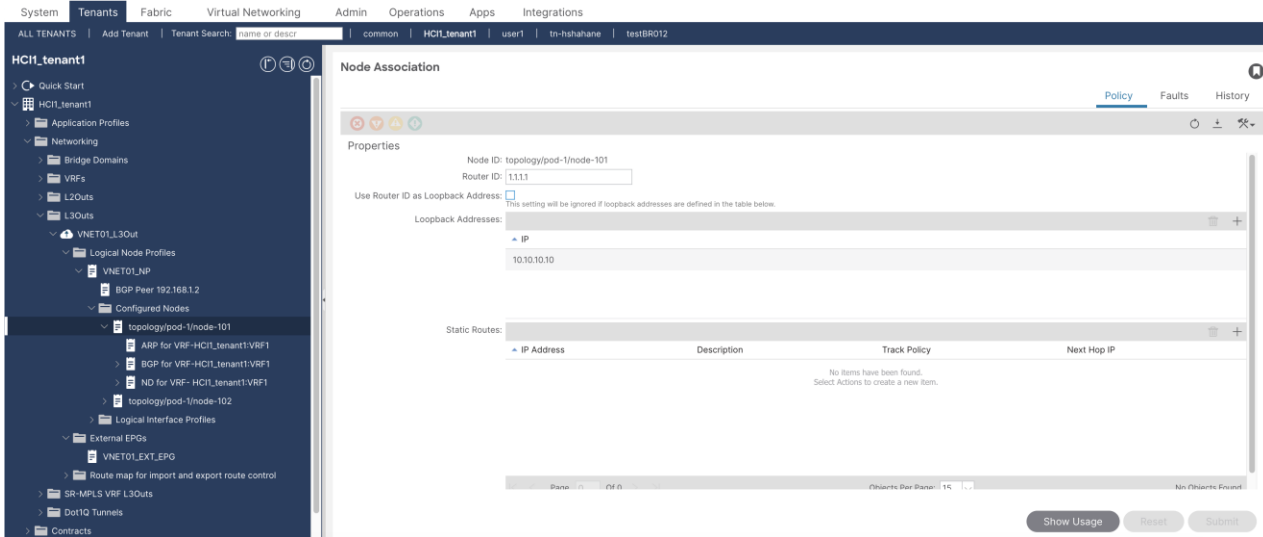 System Tenants Fabric Virtual Networking Admin Operations Apps Integrations
ALL TENANTS | Add Tenant | Tenant Search: name or descr | common | HCI1_tenant1 | user1 | tn-hshahane | testBR012
HCI1_tenant1
Quick Start
HCI1_tenant1
Application Profiles
Networking
Bridge Domains
VRFs
L2Outs
L3Outs
VNET01_L3Out
Logical Node Profiles
VNET01_NP
BGP Peer 192.168.1.2
Configured Nodes
topology/pod-1/node-101
ARP for VRF-HCI1_tenant1:VRF1
BGP for VRF-HCI1_tenant1:VRF1
ND for VRF- HCI1_tenant1:VRF1
topology/pod-1/node-102
Logical Interface Profiles
External EPGs
VNET01_EXT_EPG
Route map for import and export route control
SR-MPLS VRF L3Outs
Dot1Q Tunnels
Contracts
Node Association
Policy Faults History
Properties
Node ID: topology/pod-1/node-101
Router ID: 1.1.1.1
Use Router ID as Loopback Address:
This setting will be ignored if loopback addresses are defined in the table below.
Loopback Addresses:
IP
10.10.10.10
Static Routes:
IP Address Description Track Policy Next Hop IP
No items have been found.
Select Actions to create a new item.
Page 0 Of 0 Objects Per Page: 15 No Objects Found
Show Usage Reset Submit